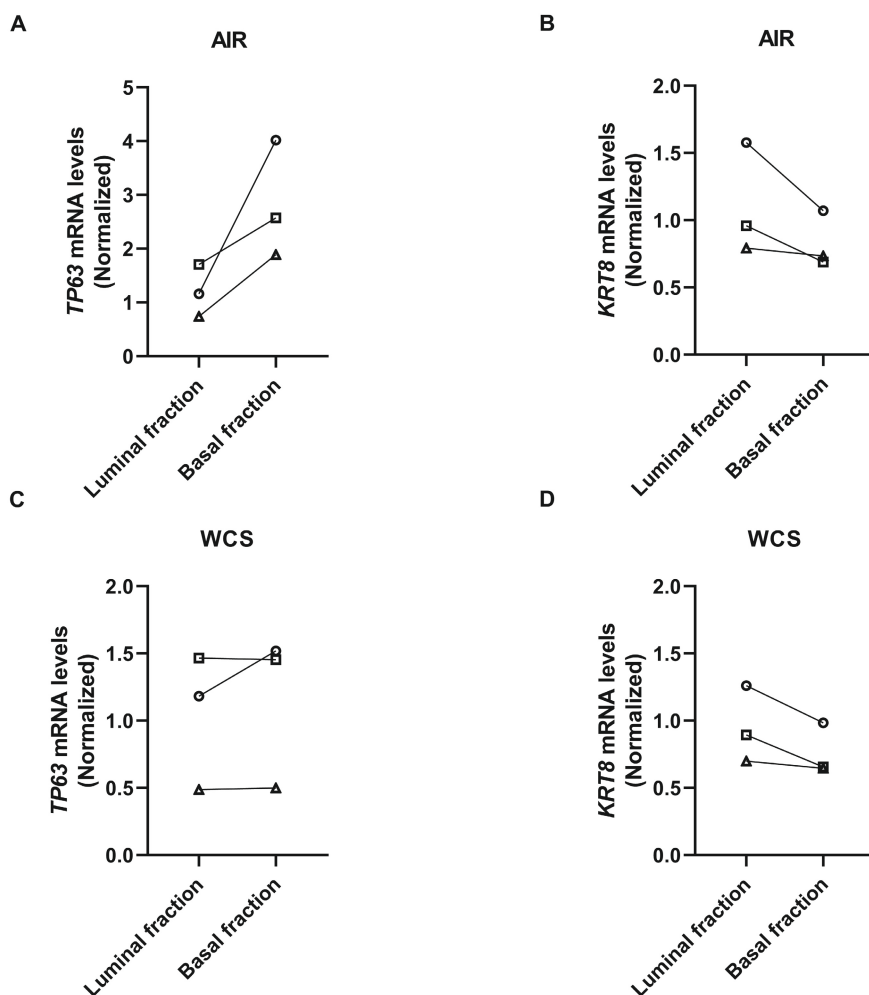 A
AIR
TP63 mRNA levels
(Normalized)
5
4
3
2
1
0
Luminal fraction
Basal fraction
B
AIR
KRT8 mRNA levels
(Normalized)
2.0
1.5
1.0
0.5
0.0
Luminal fraction
Basal fraction
C
WCS
TP63 mRNA levels
(Normalized)
2.0
1.5
1.0
0.5
0.0
Luminal fraction
Basal fraction
D
WCS
KRT8 mRNA levels
(Normalized)
2.0
1.5
1.0
0.5
0.0
Luminal fraction
Basal fraction